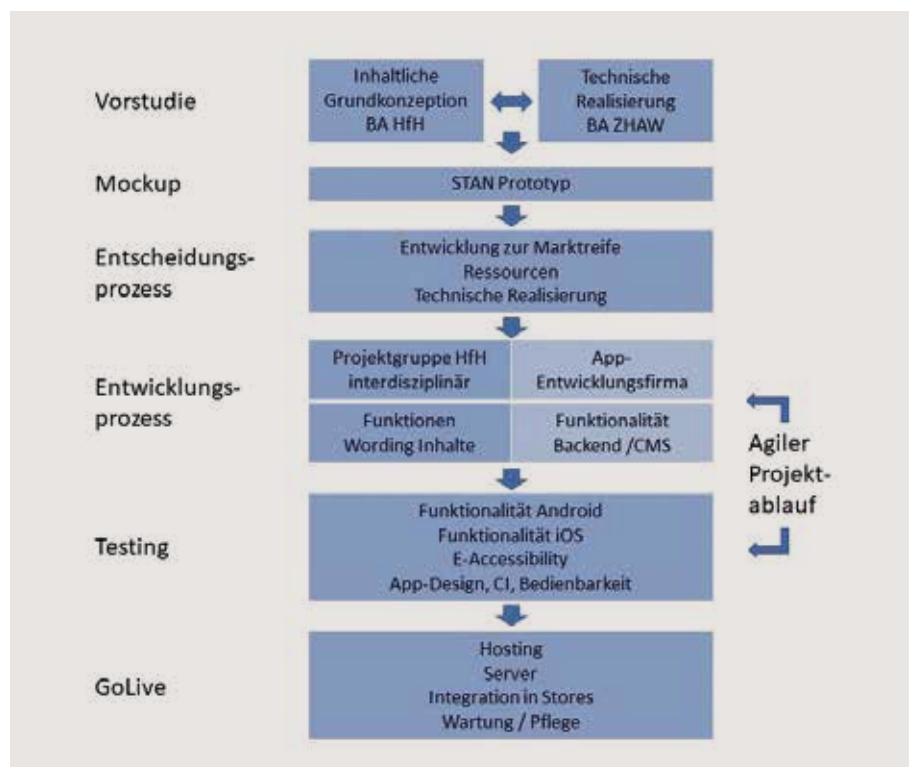 Vorstudie
Inhaltliche
Grundkonzeption
BA HfH
Technische
Realisierung
BA ZHAW
Mockup
STAN Prototyp
Entscheidungs-
prozess
Entwicklung zur Marktreife
Ressourcen
Technische Realisierung
Entwicklungs-
prozess
Projektgruppe HfH
interdisziplinär
App-
Entwicklungsfirma
Funktionen
Wording Inhalte
Funktionalität
Backend /CMS
Agiler
Projekt-
ablauf
Testing
Funktionalität Android
Funktionalität iOS
E-Accessibility
App-Design, CI, Bedienbarkeit
GoLive
Hosting
Server
Integration in Stores
Wartung / Pflege